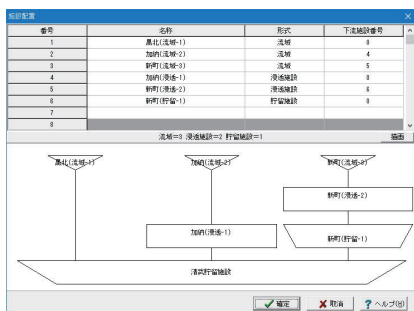 施設配置
番号 名称 形式 下流施設番号
1 黒北(流域-1) 流域 0
2 加納(流域-2) 流域 4
3 新町(流域-3) 流域 5
4 加納(浸透-1) 浸透施設 0
5 新町(浸透-2) 浸透施設 6
6 新町(貯留-1) 貯留施設 0
7
8
流域=3 浸透施設=2 貯留施設=1 描画
黒北(流域-1) 加納(流域-2) 新町(流域-3)
新町(浸透-2)
加納(浸透-1)
新町(貯留-1)
清武貯留施設
確定 取消 ヘルプ(H)